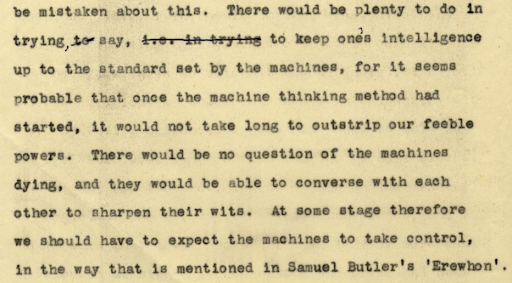 be mistaken about this.  There would be plenty to do in
trying, to say, i.e. in trying to keep one's intelligence
up to the standard set by the machines, for it seems
probable that once the machine thinking method had
started, it would not take long to outstrip our feeble
powers.  There would be no question of the machines
dying, and they would be able to converse with each
other to sharpen their wits.  At some stage therefore
we should have to expect the machines to take control,
in the way that is mentioned in Samuel Butler's 'Erewhon'.